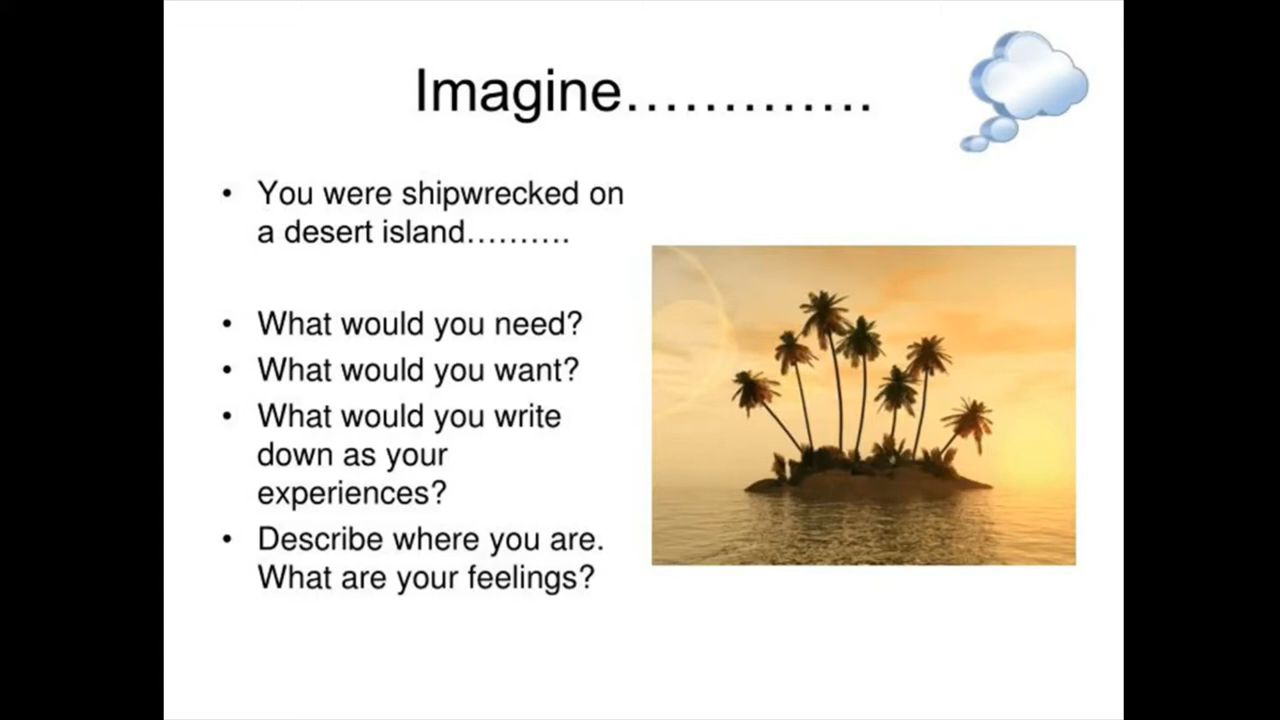 Imagine………….
• You were shipwrecked on
a desert island……….
• What would you need?
• What would you want?
• What would you write
down as your
experiences?
• Describe where you are.
What are your feelings?